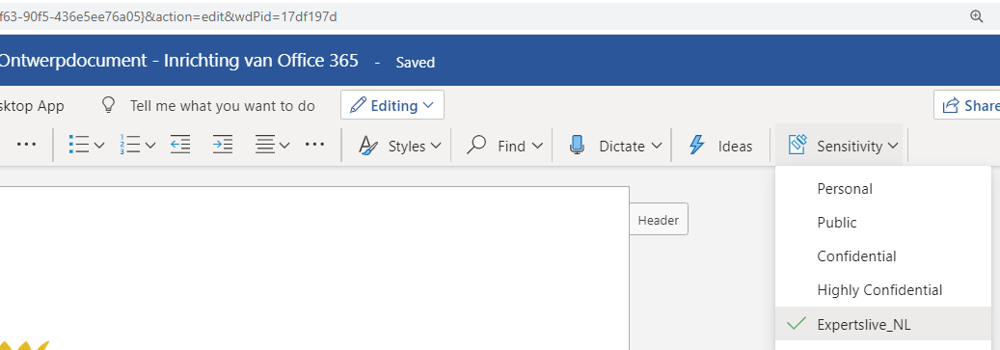 f63-90f5-436e5ee76a05}&action=edit&wdPid=17df197d
Ontwerpdocument - Inrichting van Office 365 - Saved
sktop App Tell me what you want to do Editing Share
Styles Find Dictate Ideas Sensitivity
Personal
Public
Header
Confidential
Highly Confidential
Expertslive_NL